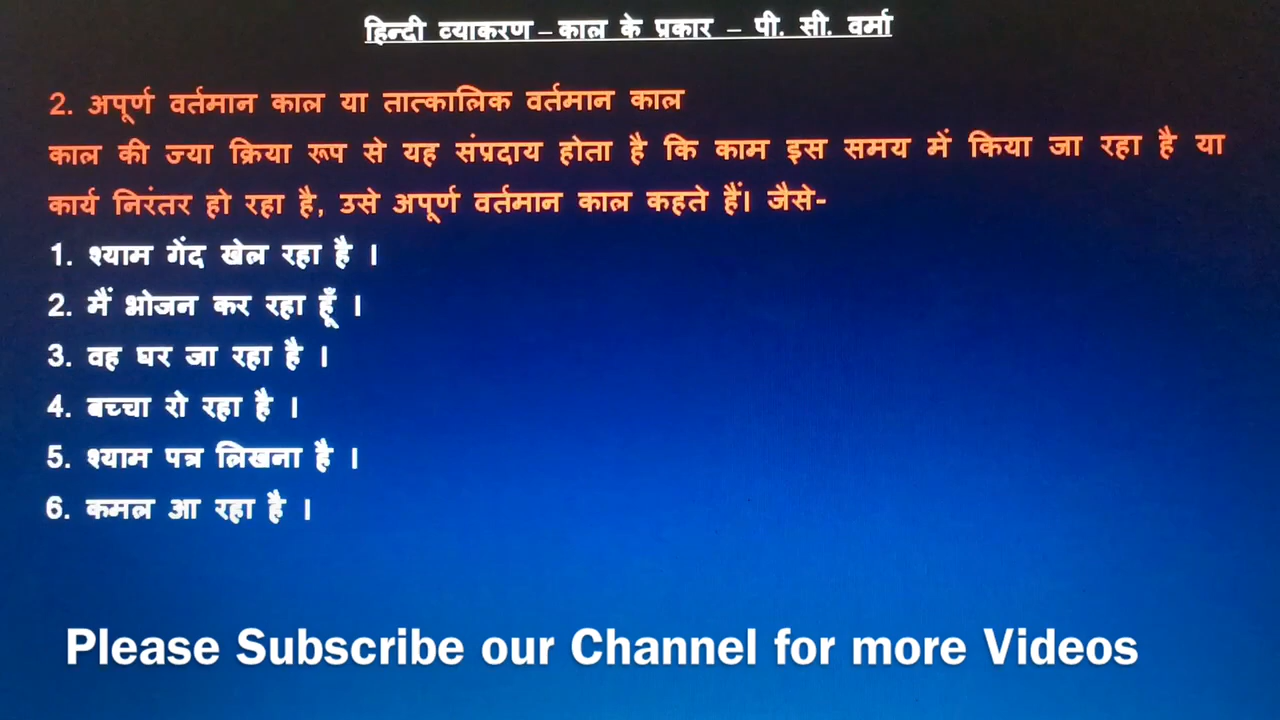 हिन्दी व्याकरण – काल के प्रकार – पी. सी. वर्मा
2. अपूर्ण वर्तमान काल या तात्कालिक वर्तमान काल
काल की ज्या क्रिया रूप से यह संप्रदाय होता है कि काम इस समय में किया जा रहा है या
कार्य निरंतर हो रहा है, उसे अपूर्ण वर्तमान काल कहते हैं। जैसे-
1. श्याम गेंद खेल रहा है ।
2. मैं भोजन कर रहा हूँ ।
3. वह घर जा रहा है ।
4. बच्चा रो रहा है ।
5. श्याम पत्र लिखना है ।
6. कमल आ रहा है ।
Please Subscribe our Channel for more Videos